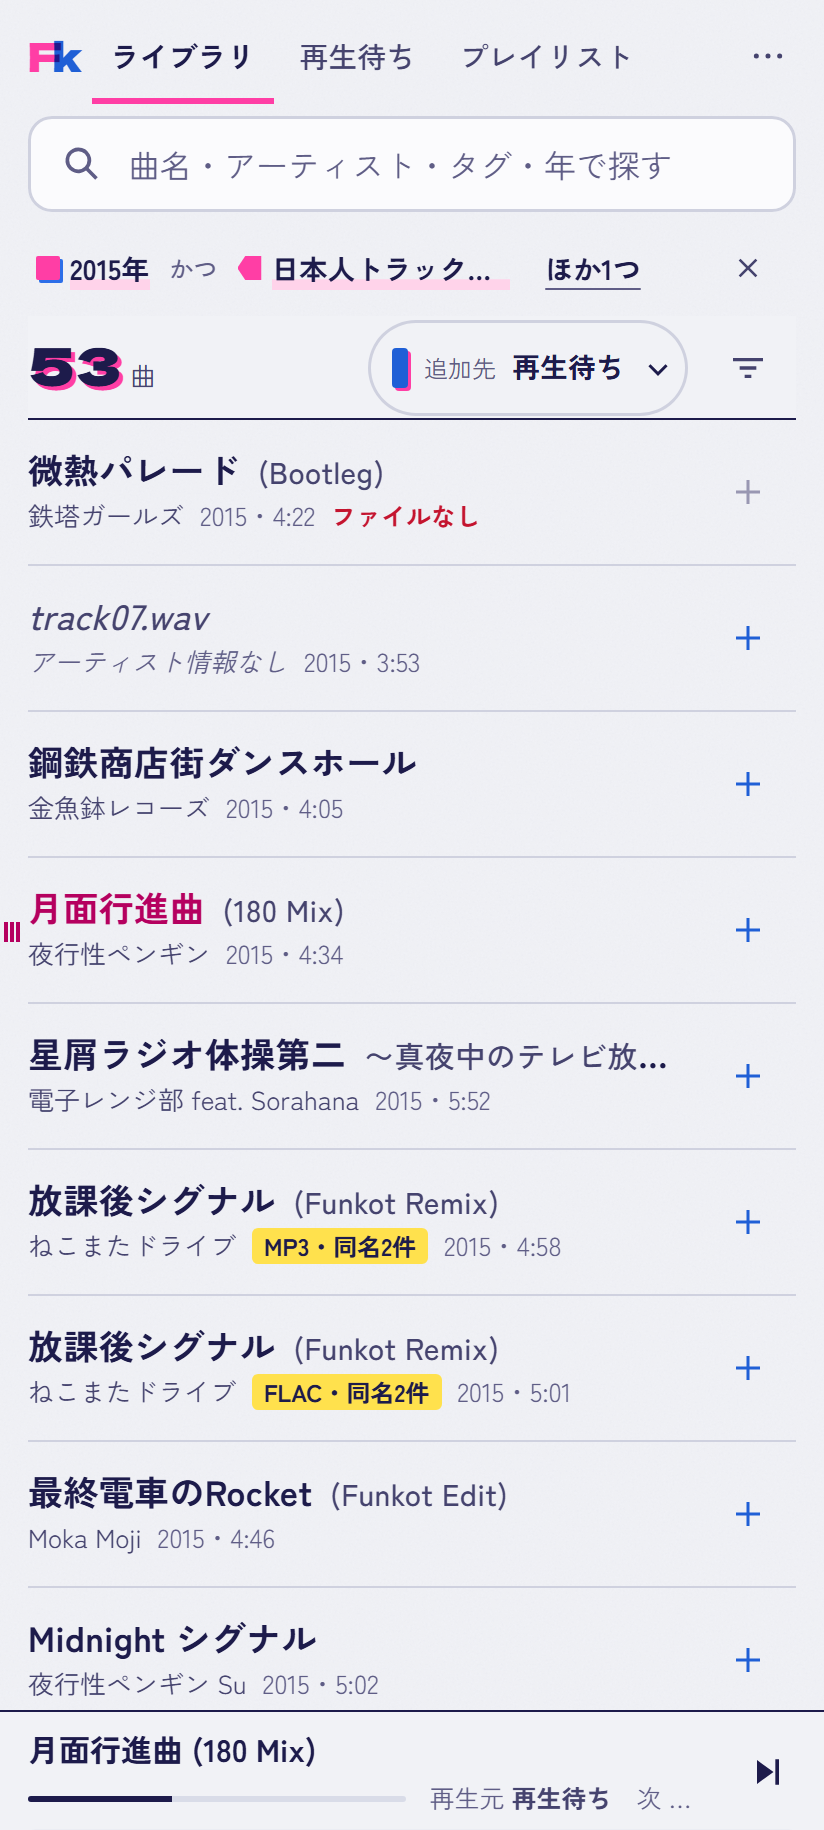 Fk ライブラリ 再生待ち プレイリスト …
曲名・アーティスト・タグ・年で探す
2015年 かつ 日本人トラック… ほか1つ
53 曲 追加先 再生待ち
微熱パレード (Bootleg)
鉄塔ガールズ 2015・4:22 ファイルなし
track07.wav
アーティスト情報なし 2015・3:53
鋼鉄商店街ダンスホール
金魚鉢レコーズ 2015・4:05
月面行進曲 (180 Mix)
夜行性ペンギン 2015・4:34
星屑ラジオ体操第二 〜真夜中のテレビ放…
電子レンジ部 feat. Sorahana 2015・5:52
放課後シグナル (Funkot Remix)
ねこまたドライブ MP3・同名2件 2015・4:58
放課後シグナル (Funkot Remix)
ねこまたドライブ FLAC・同名2件 2015・5:01
最終電車のRocket (Funkot Edit)
Moka Moji 2015・4:46
Midnight シグナル
夜行性ペンギン Su 2015・5:02
月面行進曲 (180 Mix)
再生元 再生待ち 次 …